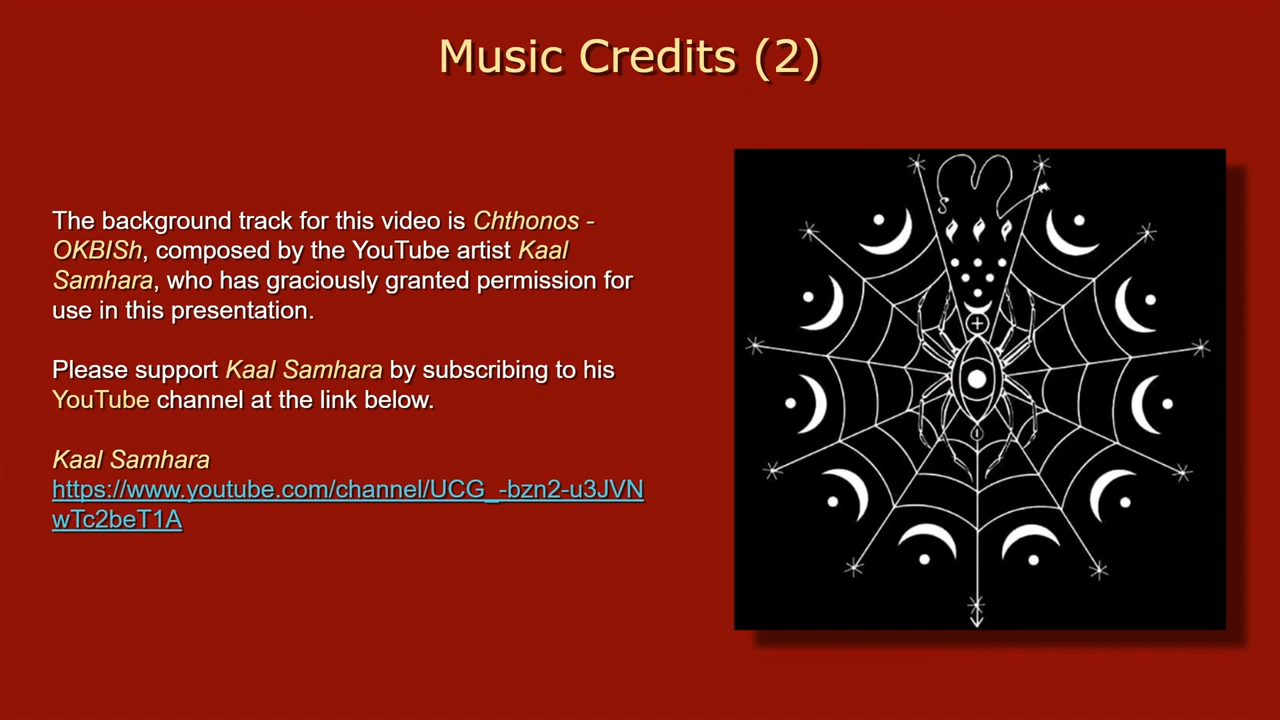 Music Credits (2)
The background track for this video is Chthonos -
OKBISh, composed by the YouTube artist Kaal
Samhara, who has graciously granted permission for
use in this presentation.
Please support Kaal Samhara by subscribing to his
YouTube channel at the link below.
Kaal Samhara
https://www.youtube.com/channel/UCG_-bzn2-u3JVN
wTc2beT1A